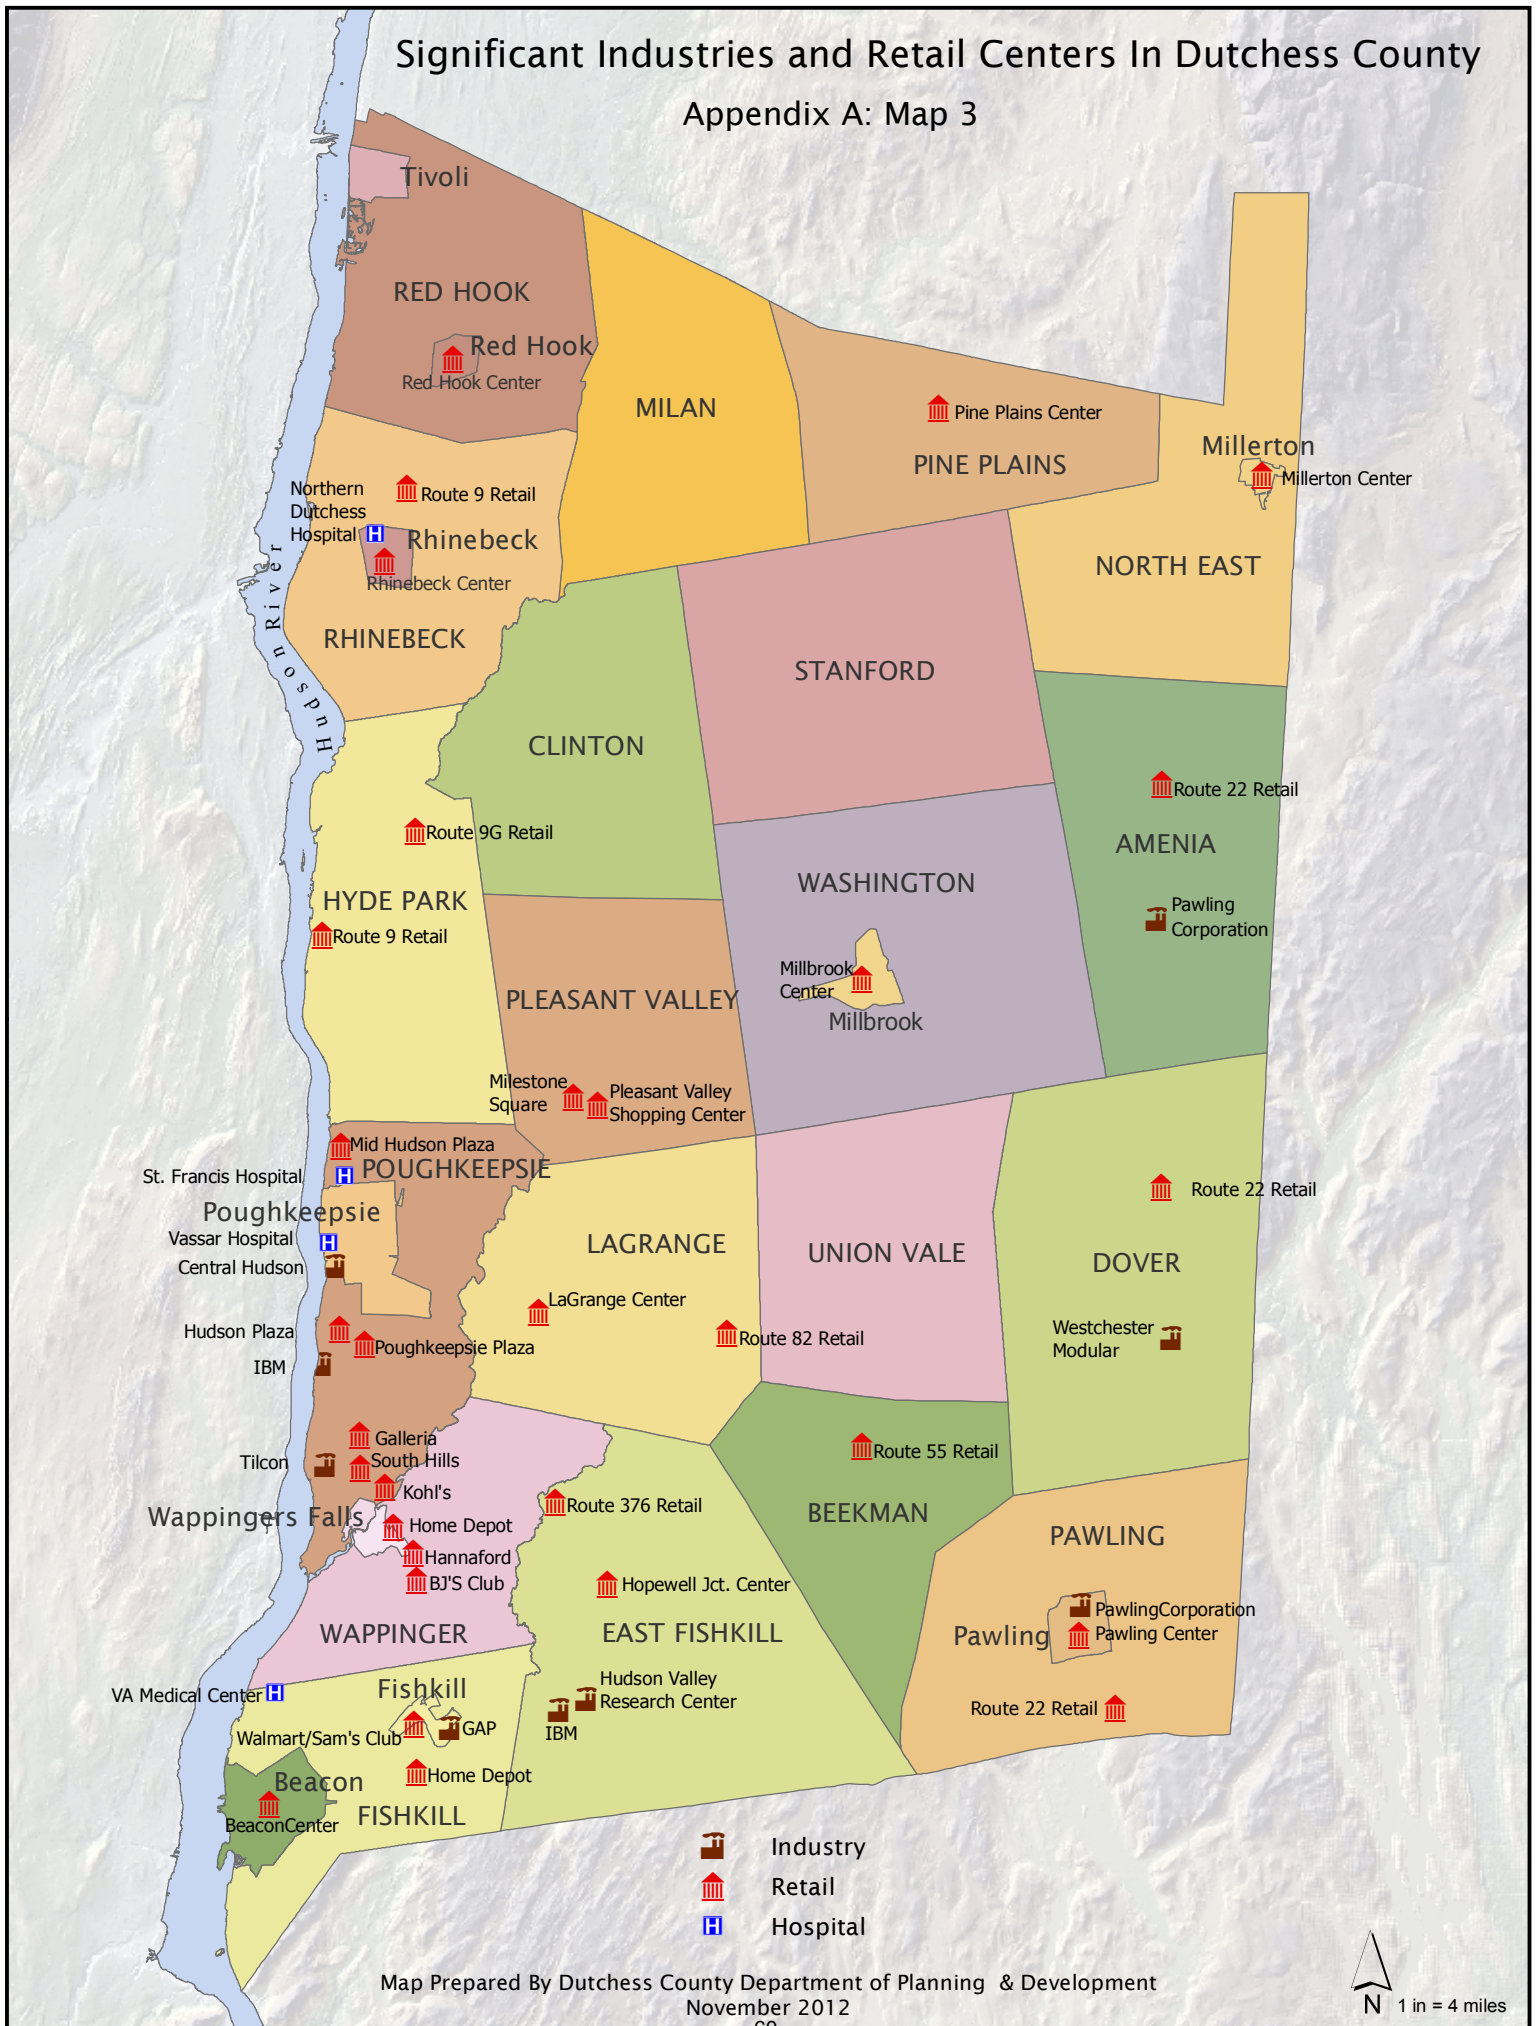 Significant Industries and Retail Centers In Dutchess County
Appendix A: Map 3
Tivoli
RED HOOK
Red Hook
Red Hook Center
MILAN
Pine Plains Center
PINE PLAINS
Millerton
Millerton Center
Northern
Dutchess
Hospital
Route 9 Retail
Rhinebeck
Rhinebeck Center
RHINEBECK
Hudson River
NORTH EAST
STANFORD
CLINTON
Route 22 Retail
AMENIA
Route 9G Retail
HYDE PARK
Route 9 Retail
WASHINGTON
Pawling
Corporation
Millbrook
Center
Millbrook
PLEASANT VALLEY
Milestone
Square
Pleasant Valley
Shopping Center
Mid Hudson Plaza
St. Francis Hospital
POUGHKEEPSIE
Poughkeepsie
Vassar Hospital
Central Hudson
Route 22 Retail
LAGRANGE
UNION VALE
DOVER
LaGrange Center
Route 82 Retail
Westchester
Modular
Hudson Plaza
Poughkeepsie Plaza
IBM
Galleria
Tilcon
South Hills
Kohl's
Wappingers Falls
Home Depot
Hannaford
BJ'S Club
Route 376 Retail
Route 55 Retail
BEEKMAN
PAWLING
Hopewell Jct. Center
WAPPINGER
EAST FISHKILL
PawlingCorporation
Pawling
Pawling Center
VA Medical Center
Fishkill
Hudson Valley
Research Center
IBM
Route 22 Retail
Walmart/Sam's Club
GAP
Home Depot
Beacon
BeaconCenter
FISHKILL
Industry
Retail
Hospital
H
Map Prepared By Dutchess County Department of Planning & Development
November 2012
N
1 in = 4 miles